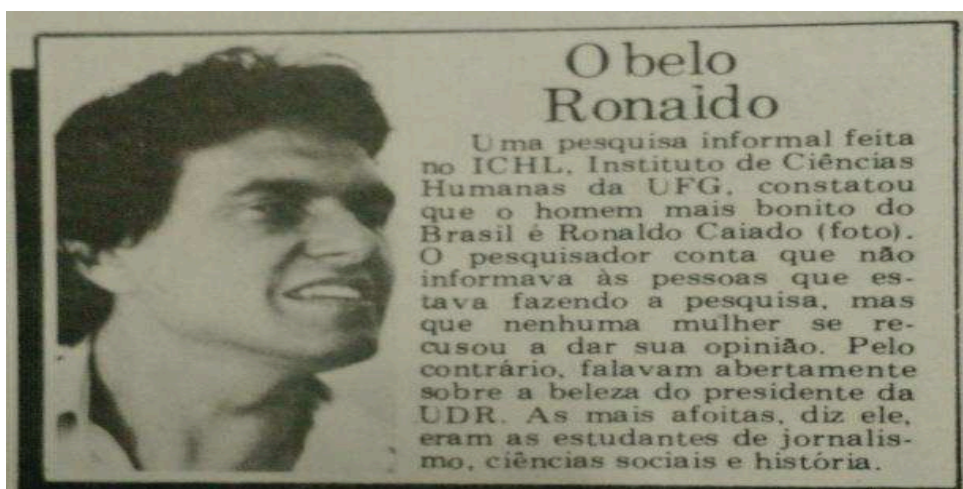 O belo
Ronaldo
Uma pesquisa informal feita
no ICHL, Instituto de Ciências
Humanas da UFG, constatou
que o homem mais bonito do
Brasil é Ronaldo Caiado (foto).
O pesquisador conta que não
informava às pessoas que es-
tava fazendo a pesquisa, mas
que nenhuma mulher se re-
cusou a dar sua opinião. Pelo
contrário, falavam abertamente
sobre a beleza do presidente da
UDR. As mais afoitas, diz ele,
eram as estudantes de jornalis-
mo, ciências sociais e história.